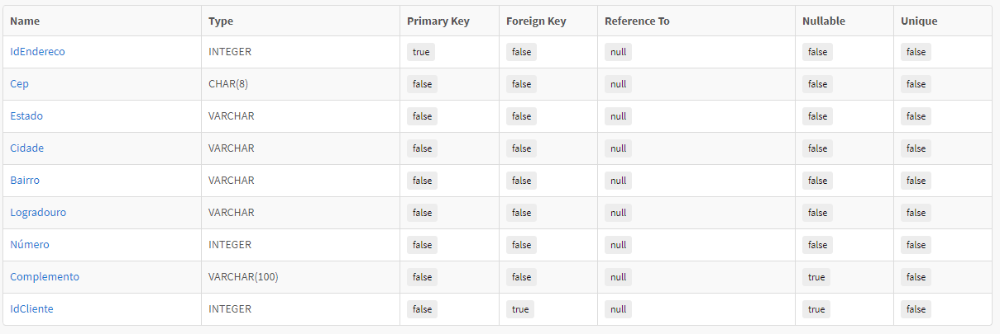 Name Type Primary Key Foreign Key Reference To Nullable Unique
IdEndereco INTEGER true false null false false
Cep CHAR(8) false false null false false
Estado VARCHAR false false null false false
Cidade VARCHAR false false null false false
Bairro VARCHAR false false null false false
Logradouro VARCHAR false false null false false
Número INTEGER false false null false false
Complemento VARCHAR(100) false false null true false
IdCliente INTEGER false true null true false